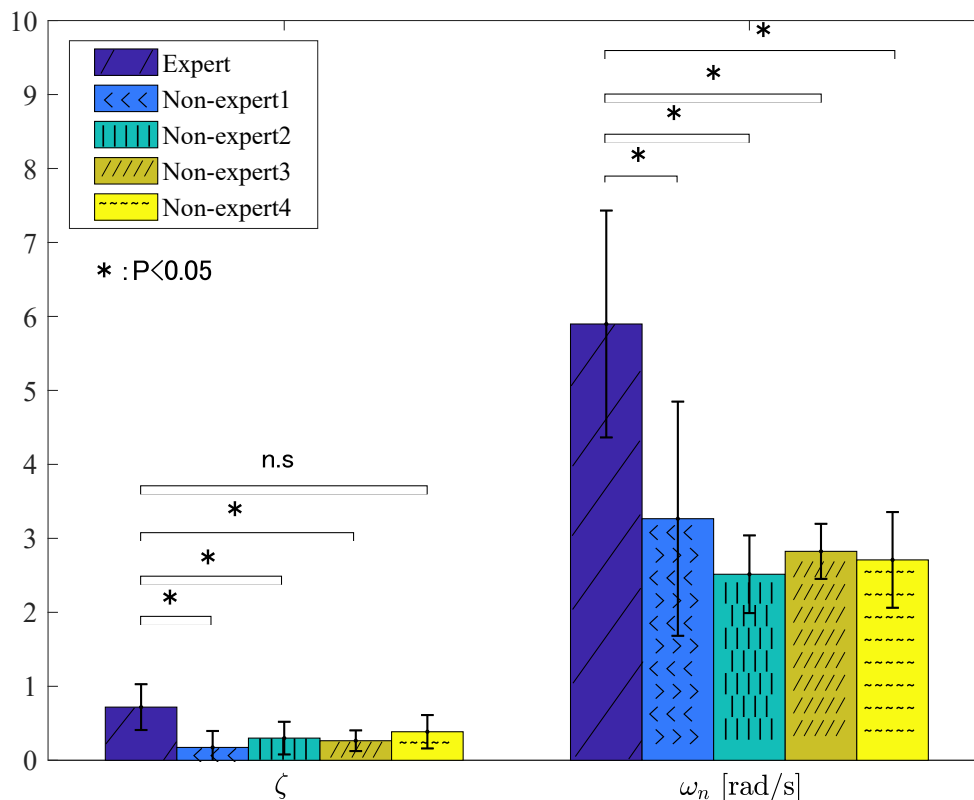 10
9
8
7
6
5
4
3
2
1
0
Expert
Non-expert1
Non-expert2
Non-expert3
Non-expert4
* : P<0.05
n.s
*
*
*
*
*
*
*
ζ
ωn [rad/s]